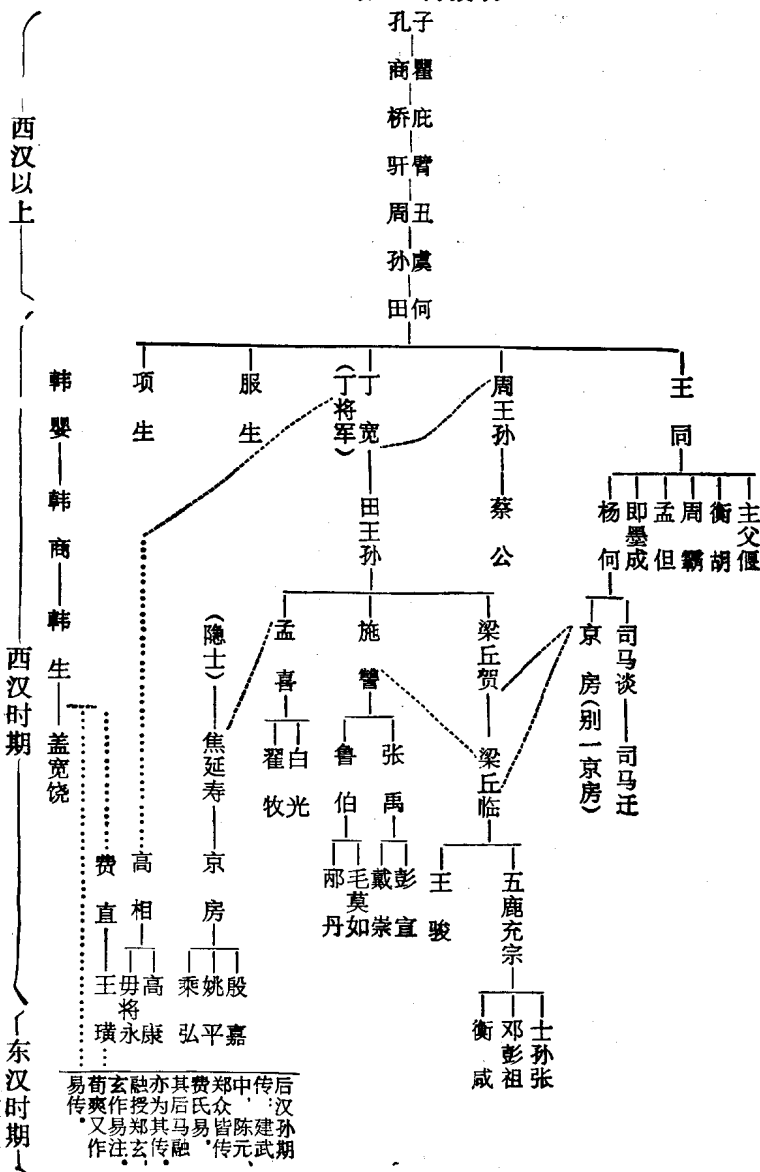 孔子
商瞿
桥庇
馯臂
周丑
孙虞
田何
西汉以上
西汉时期
东汉时期
王同
周王孙
丁宽
(丁将军)
服生
项生
韩婴
韩商
韩生
盖宽饶
主父偃
衡胡
周霸
孟但
即墨成
杨何
蔡公
田王孙
司马谈
司马迁
京房(别一京房)
梁丘贺
施讐
孟喜
(隐士)
焦延寿
梁丘临
张禹
鲁伯
白光
翟牧
五鹿充宗
王骏
彭宣
戴崇
毛莫如
邴丹
京房
高相
费直
士孙张
邓彭祖
衡咸
殷嘉
姚平
乘弘
高康
毋将永
王璜
后汉孙期
传:建武
中,陈元、
郑众皆传
费氏易。
其后马融
亦为其传。
融授郑玄,
玄作易注。
荀爽又作
易传。